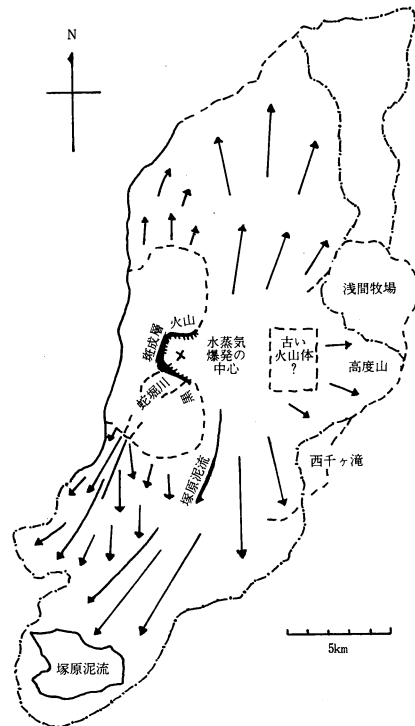 N
浅間牧場
火山
斑成層
水蒸気
爆発の
中心
古い
火山体
?
高度山
蛇堀川
西千ヶ滝
塚原泥流
5km
塚原泥流